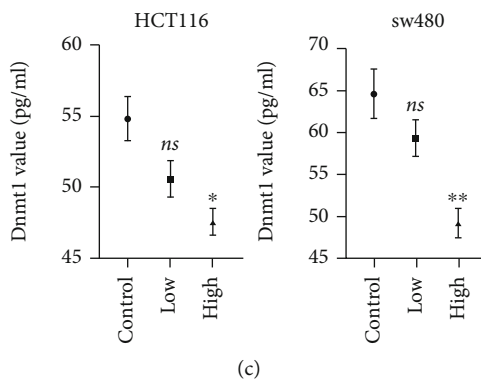 HCT116
Dnmt1 value (pg/ml)
60
55
50
45
ns
*
Control
Low
High
sw480
Dnmt1 value (pg/ml)
70
65
60
55
50
45
ns
**
Control
Low
High
(c)